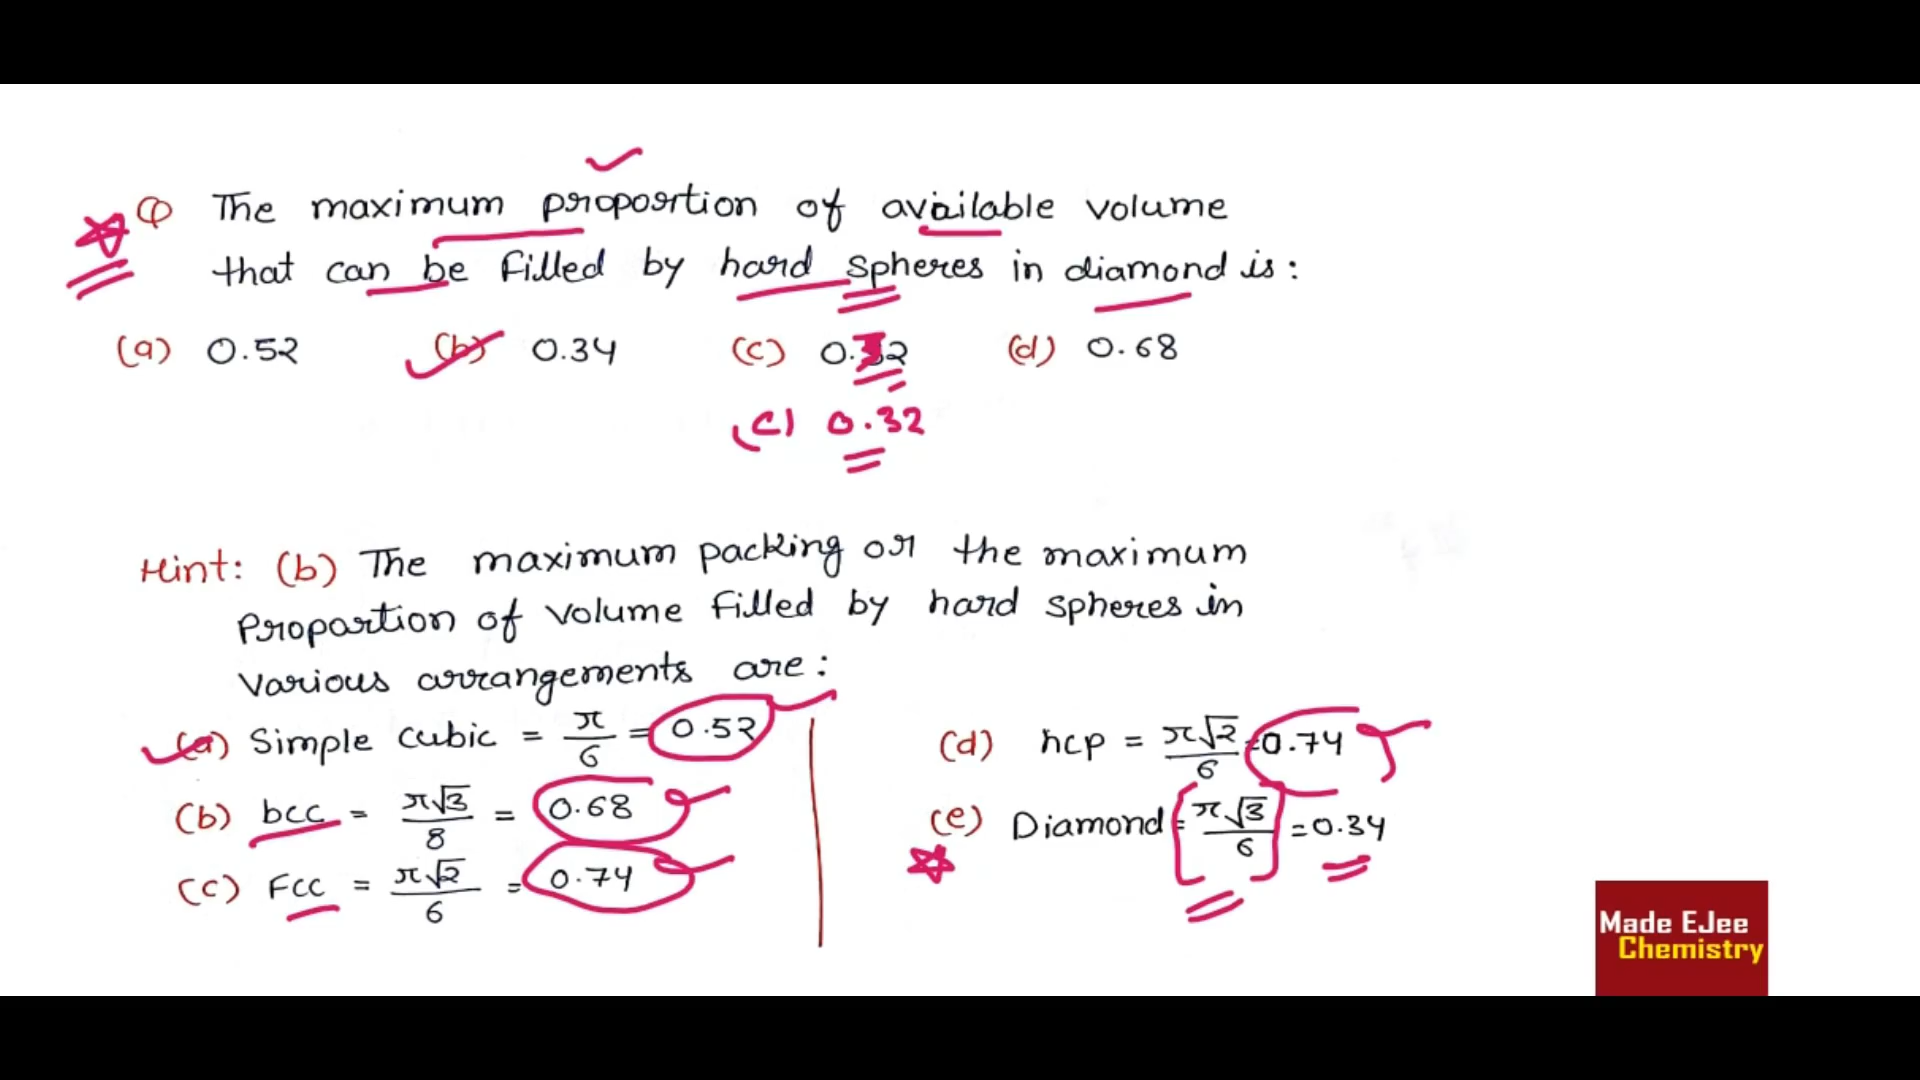 Q The maximum proportion of available volume
that can be filled by hard spheres in diamond is:
(a) 0.52 (b) 0.34 (c) 0.32 (d) 0.68
(c) 0.32
Hint: (b) The maximum packing or the maximum
Proportion of volume filled by hard spheres in
various arrangements are:
(a) Simple cubic = π/6 = 0.52
(b) bcc = π√3/8 = 0.68
(c) Fcc = π√2/6 = 0.74
(d) hcp = π√2/6 = 0.74
(e) Diamond = π√3/6 = 0.34
Made EJee
Chemistry